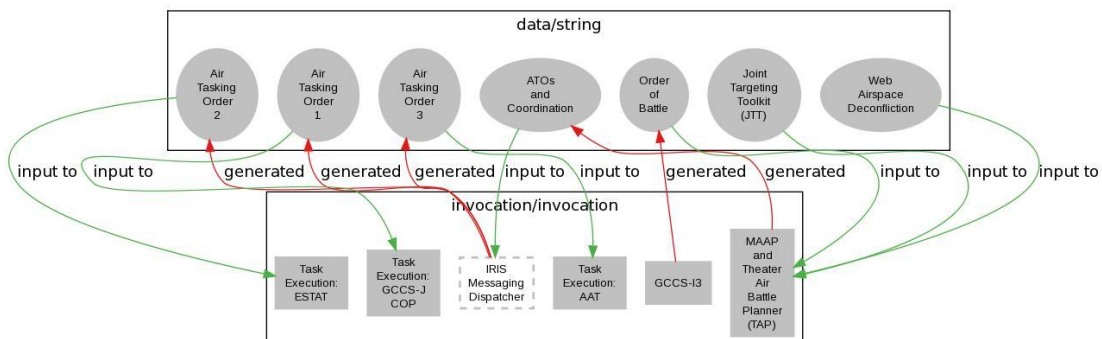 data/string
Air
Tasking
Order
2
Air
Tasking
Order
1
Air
Tasking
Order
3
ATOs
and
Coordination
Order
of
Battle
Joint
Targeting
Toolkit
(JTT)
Web
Airspace
Deconfliction
input to
input to
generated
generated
generated
input to
input to
generated
generated
input to
input to
input to
invocation/invocation
Task
Execution:
ESTAT
Task
Execution:
GCCS-J
COP
IRIS
Messaging
Dispatcher
Task
Execution:
AAT
GCCS-I3
MAAP
and
Theater
Air
Battle
Planner
(TAP)